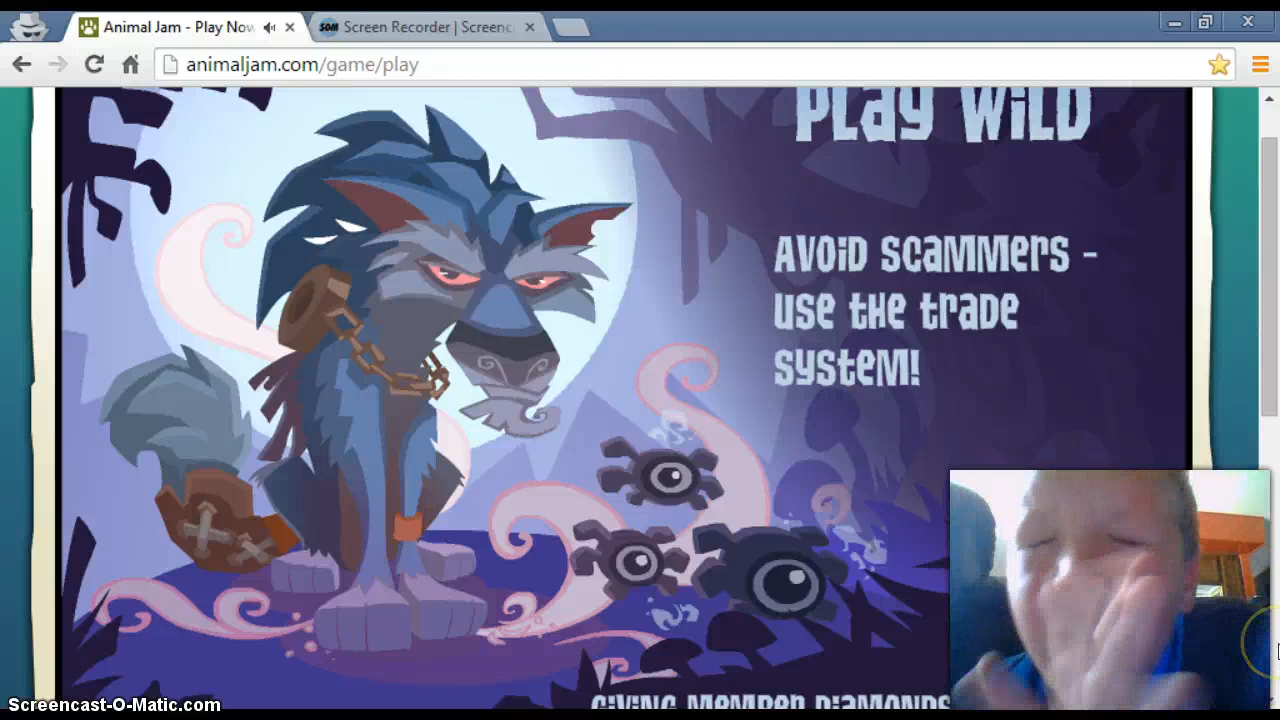 Animal Jam - Play Now
SOM Screen Recorder | Screenc
animaljam.com/game/play
PLAY WILD
AVOID SCAMMERS -
USE THE TRADE
SYSTEM!
GIVING MEMBER DIAMONDS
Screencast-O-Matic.com